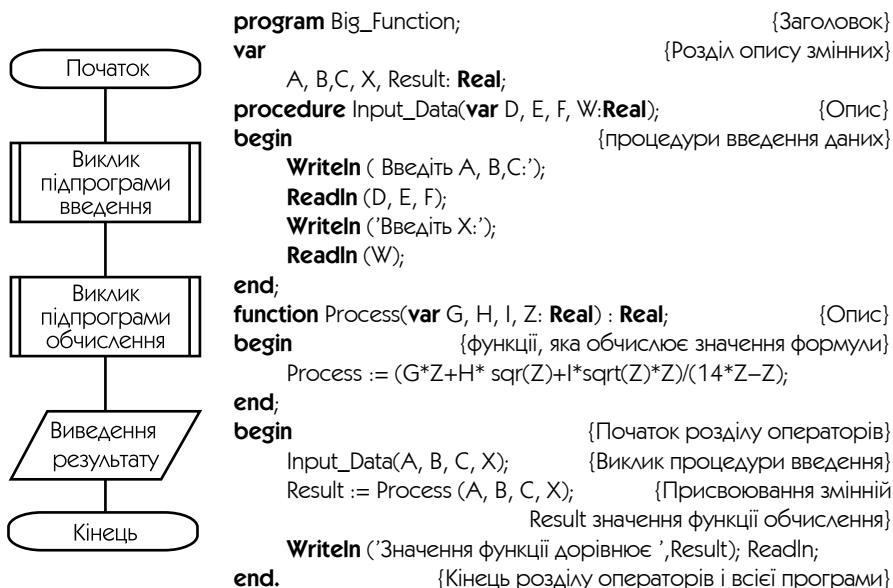 Початок
Виклик
підпрограми
введення
Виклик
підпрограми
обчислення
Виведення
результату
Кінець
program Big_Function; {Заголовок}
var {Розділ опису змінних}
A, B,C, X, Result: Real;
procedure Input_Data(var D, E, F, W:Real); {Опис}
begin {процедури введення даних}
Writeln ( Введіть A, B,C:');
Readln (D, E, F);
Writeln ('Введіть X:');
Readln (W);
end;
function Process(var G, H, I, Z: Real) : Real; {Опис}
begin {функції, яка обчислює значення формули}
Process := (G*Z+H* sqr(Z)+I*sqrt(Z)*Z)/(14*Z–Z);
end;
begin {Початок розділу операторів}
Input_Data(A, B, C, X); {Виклик процедури введення}
Result := Process (A, B, C, X); {Присвоювання змінній
Result значення функції обчислення}
Writeln ('Значення функції дорівнює ',Result); Readln;
end. {Кінець розділу операторів і всієї програми}